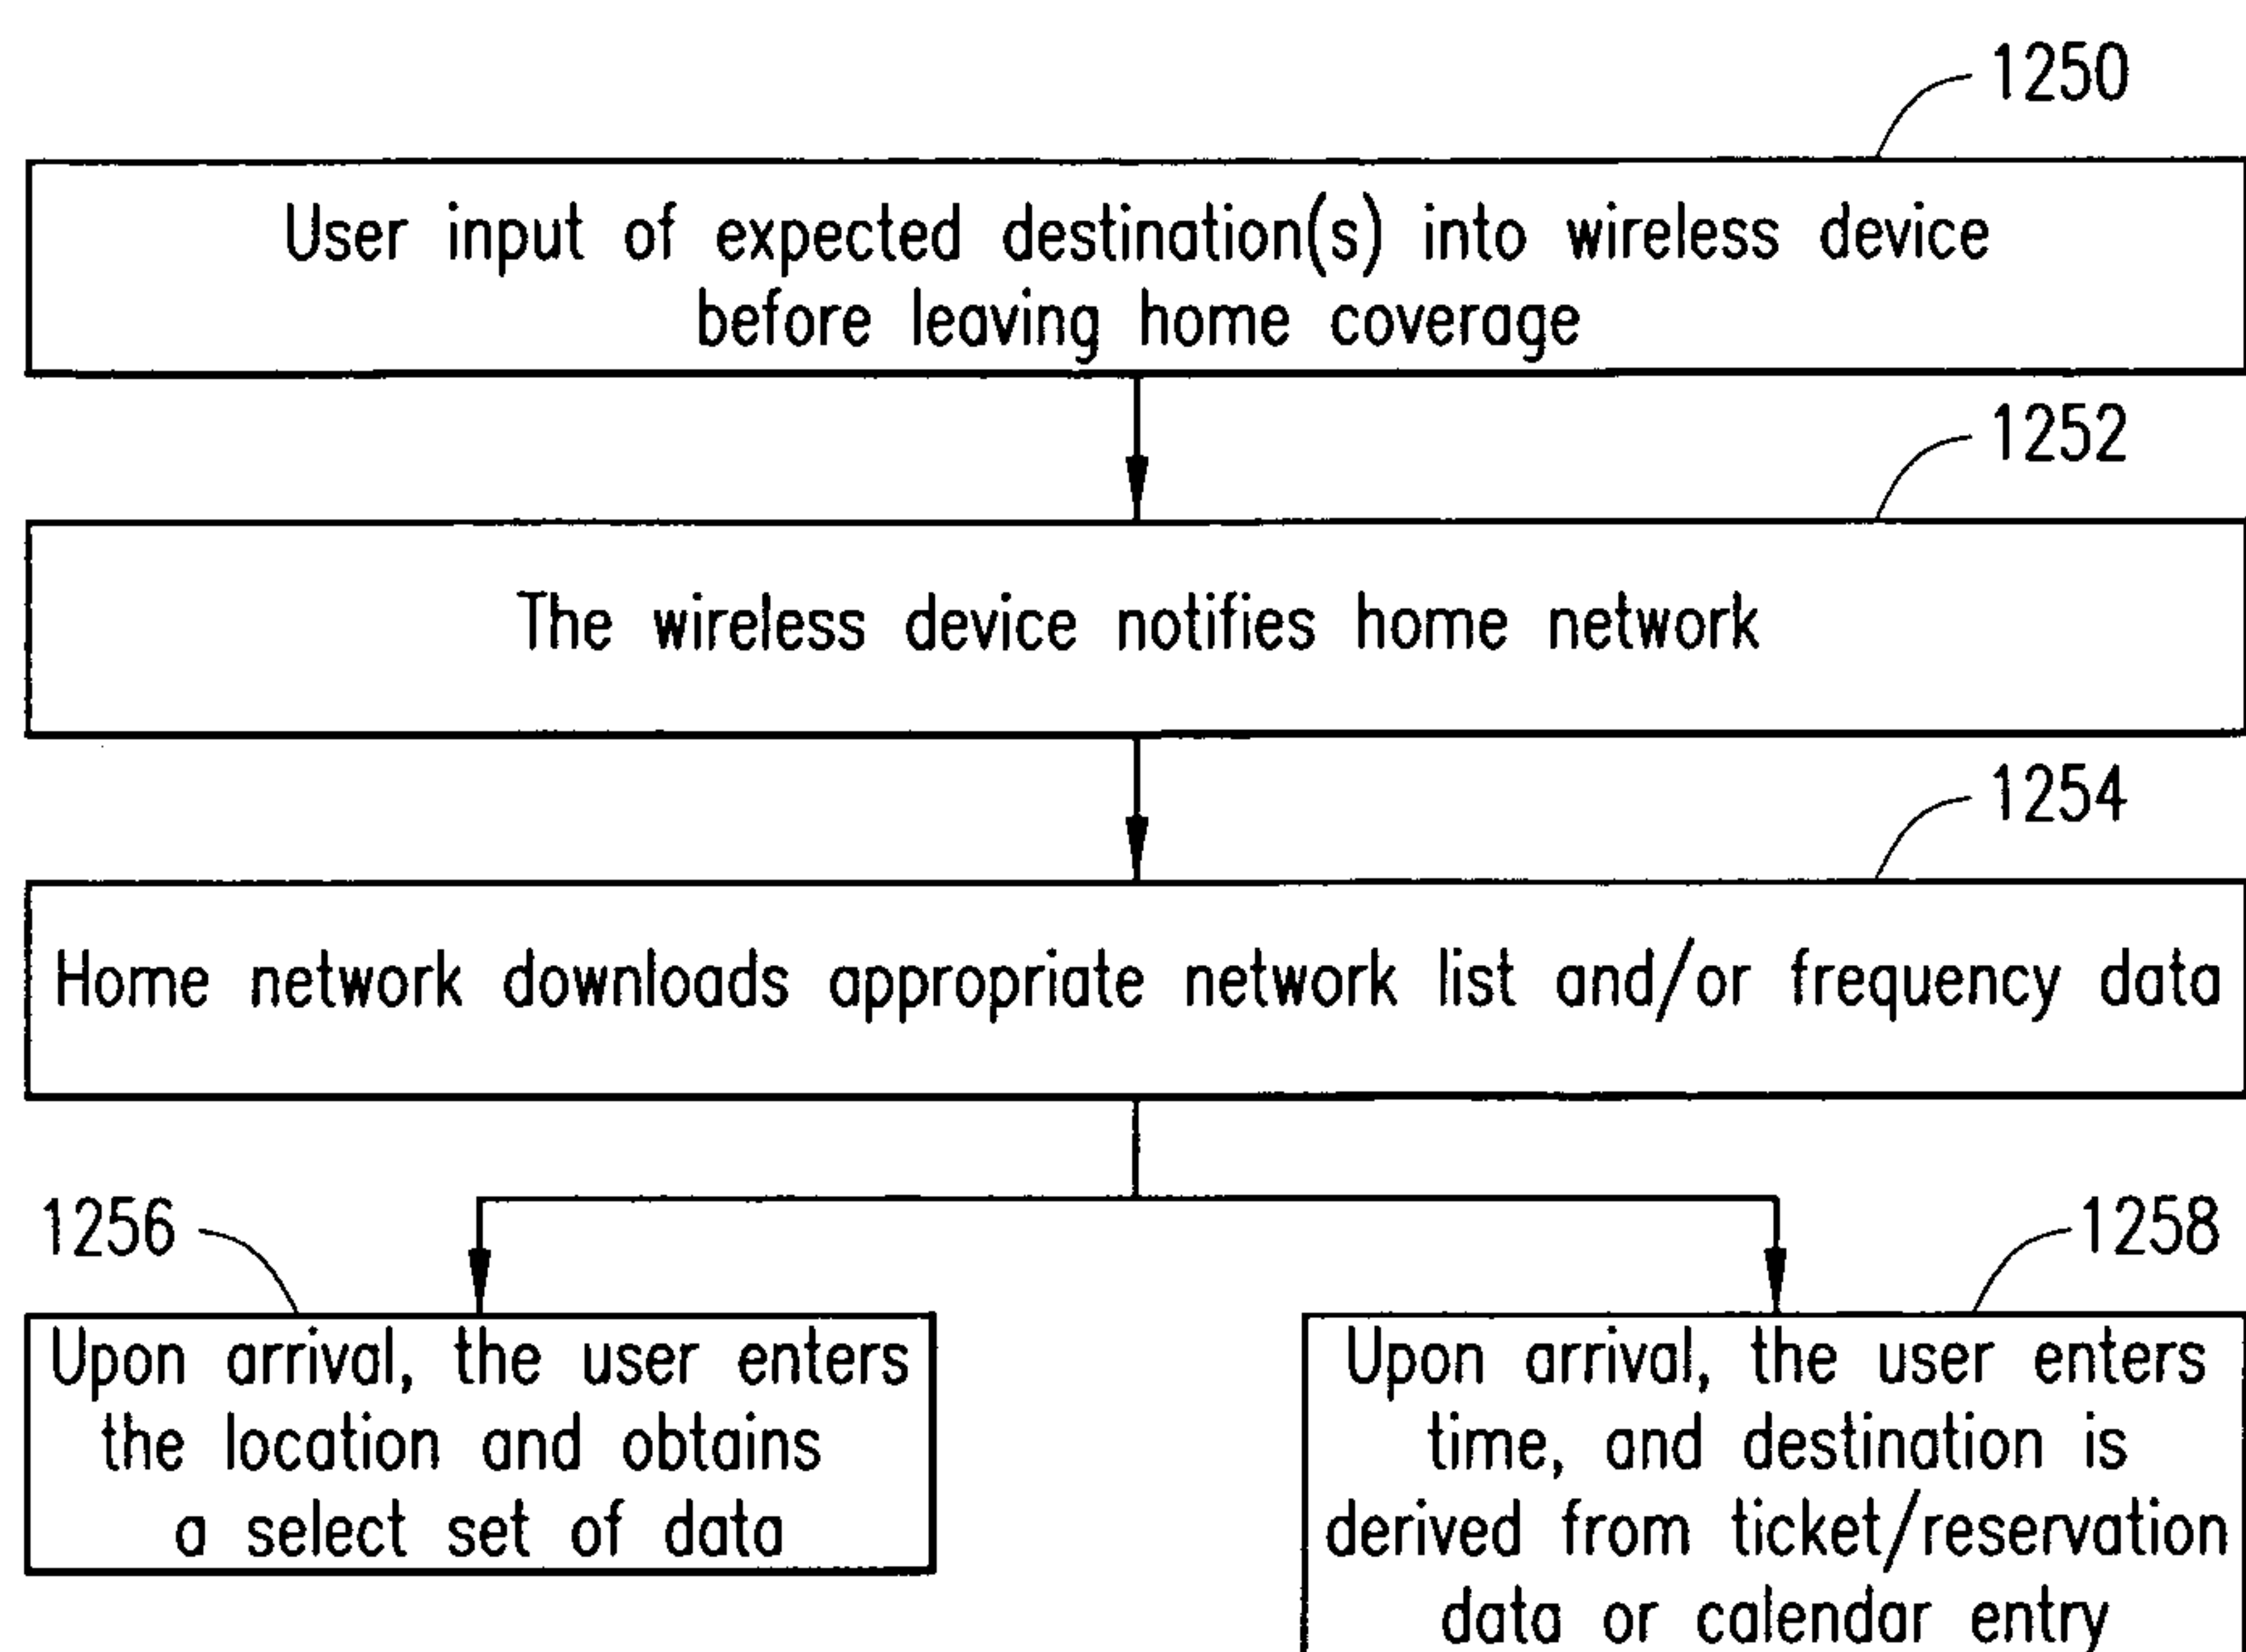 1250
User input of expected destination(s) into wireless device
before leaving home coverage
1252
The wireless device notifies home network
1254
Home network downloads appropriate network list and/or frequency data
1256
Upon arrival, the user enters
the location and obtains
a select set of data
1258
Upon arrival, the user enters
time, and destination is
derived from ticket/reservation
data or calendar entry